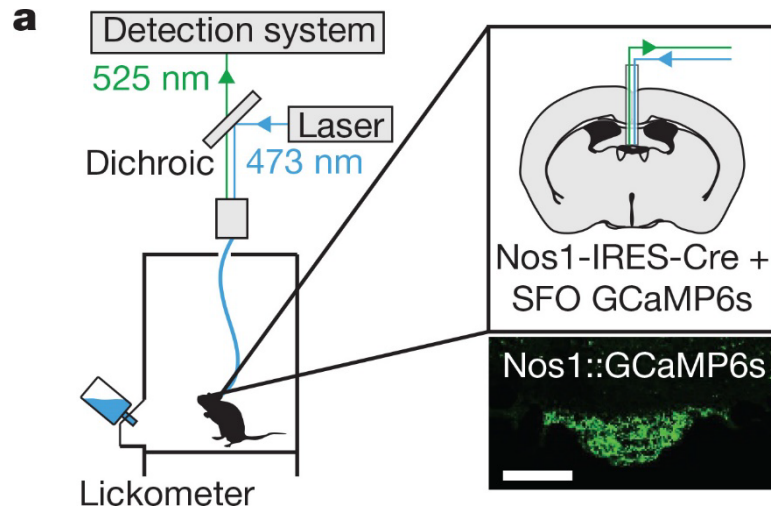 a
Detection system
525 nm
Laser
Dichroic
473 nm
Lickometer
Nos1-IRES-Cre +
SFO GCaMP6s
Nos1::GCaMP6s